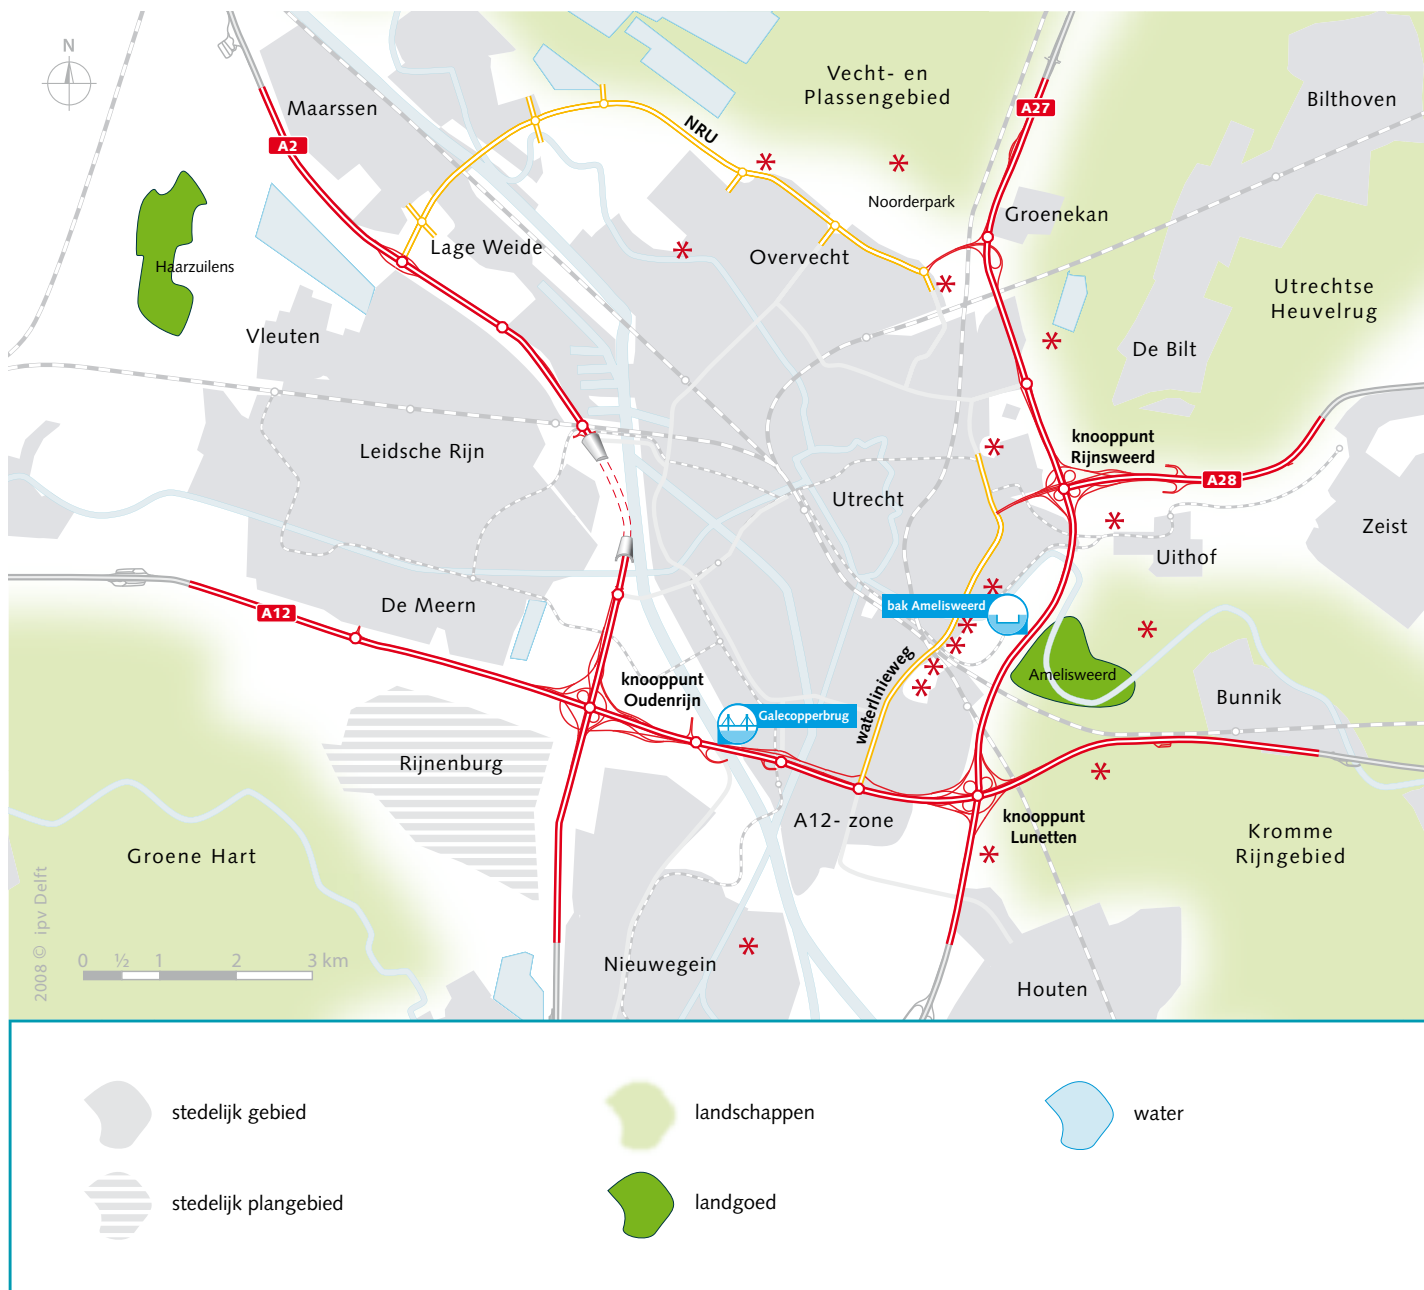 N
Maarssen
A2
Vecht- en
Plassengebied
A27
Bilthoven
NRU
Noorderpark
Groenekan
Haarzuilens
Lage Weide
Overvecht
Utrechtse
Heuvelrug
Vleuten
De Bilt
Leidsche Rijn
knooppunt
Rijnsweerd
A28
Utrecht
Zeist
Uithof
A12
De Meern
bak Amelisweerd
knooppunt
Oudenrijn
waterlinieweg
Amelisweerd
Bunnik
Galecopperbrug
Rijnenburg
A12- zone
knooppunt
Lunetten
Kromme
Rijngebied
Groene Hart
2008 © ipv Delft
0 ½ 1 2 3 km
Nieuwegein
Houten
stedelijk gebied
landschappen
water
stedelijk plangebied
landgoed